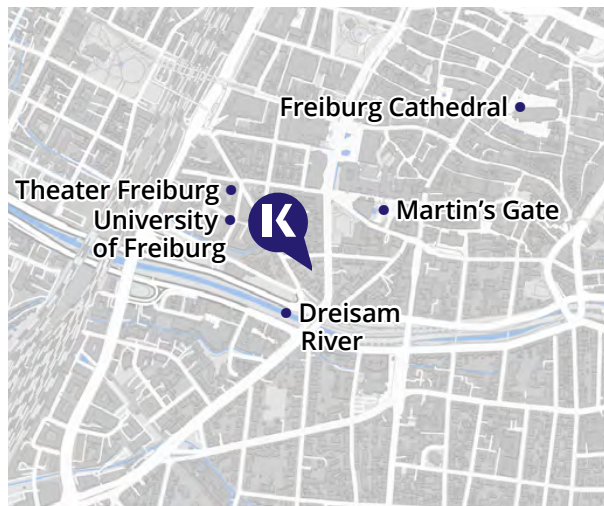 Freiburg Cathedral
Theater Freiburg
University
of Freiburg
K
Martin's Gate
Dreisam
River